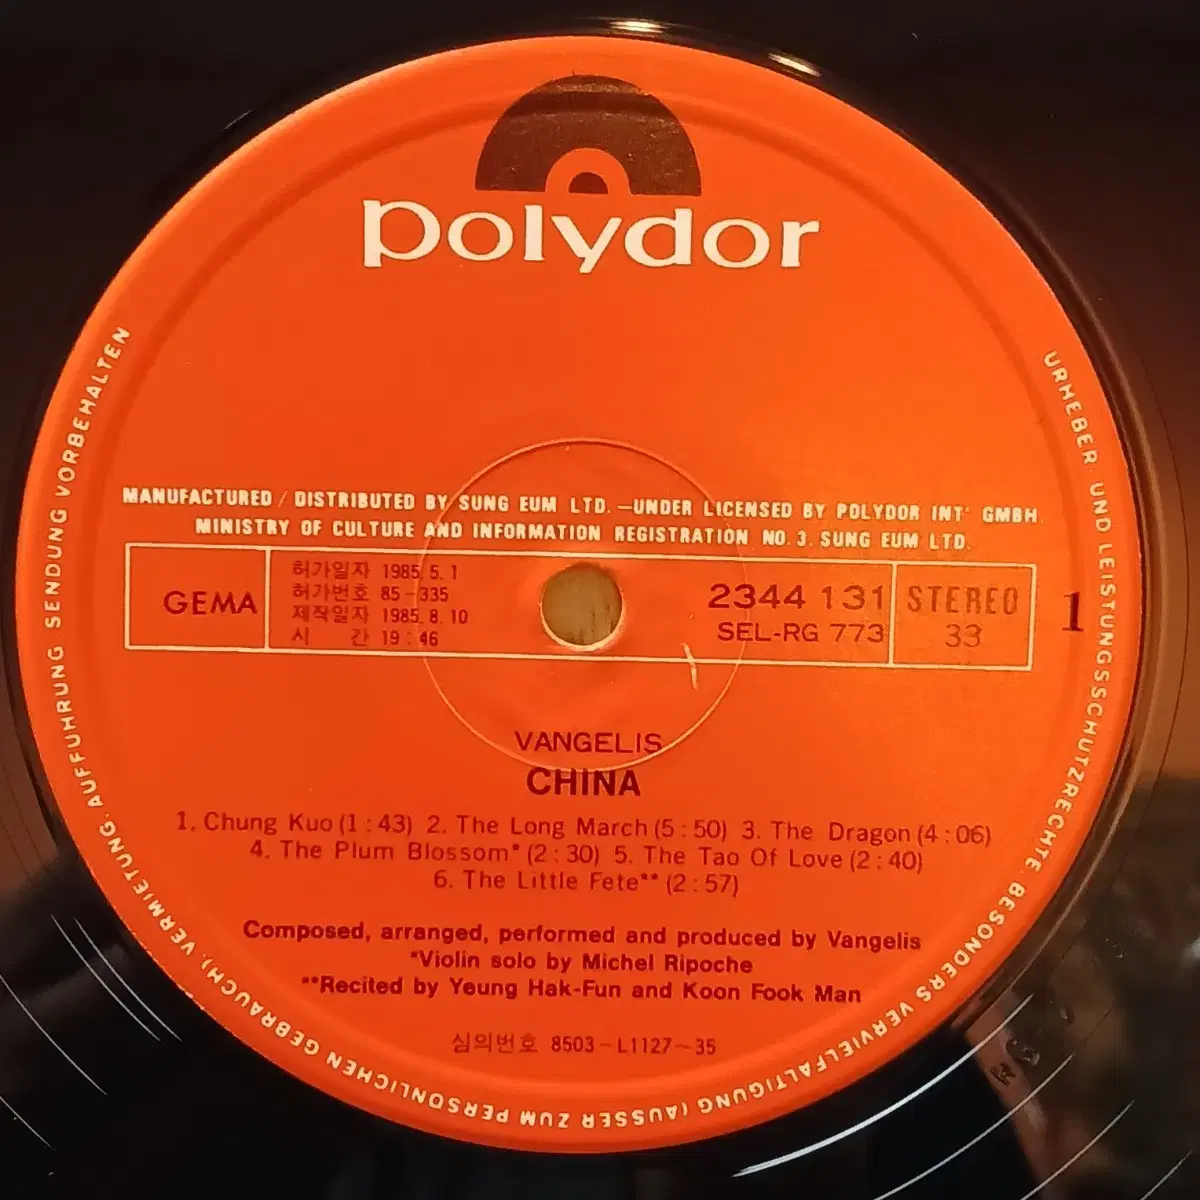 polydor
MANUFACTURED / DISTRIBUTED BY SUNG EUM LTD. —UNDER LICENSED BY POLYDOR INT' GMBH.
MINISTRY OF CULTURE AND INFORMATION REGISTRATION NO. 3. SUNG EUM LTD.
GEMA
허가일자 1985. 5. 1
허가번호 85-335
제작일자 1985. 8. 10
시 간 19 : 46
2344 131
SEL-RG 773
STEREO
33
1
VANGELIS
CHINA
1. Chung Kuo (1 : 43) 2. The Long March (5 : 50) 3. The Dragon (4 : 06)
4. The Plum Blossom* (2 : 30) 5. The Tao Of Love (2 : 40)
6. The Little Fete** (2 : 57)
Composed, arranged, performed and produced by Vangelis
*Violin solo by Michel Ripoche
**Recited by Yeung Hak-Fun and Koon Fook Man
심의번호 8503-L1127~35
URHEBER- UND LEISTUNGSSCHUTZRECHTE. BESONDERS VERVIELFALTIGUNG (AUSSER ZUM PERSONLICHEN GEBRAUCH). VERMIETUNG. AUFFUHRUNG. SENDUNG VORBEHALTEN